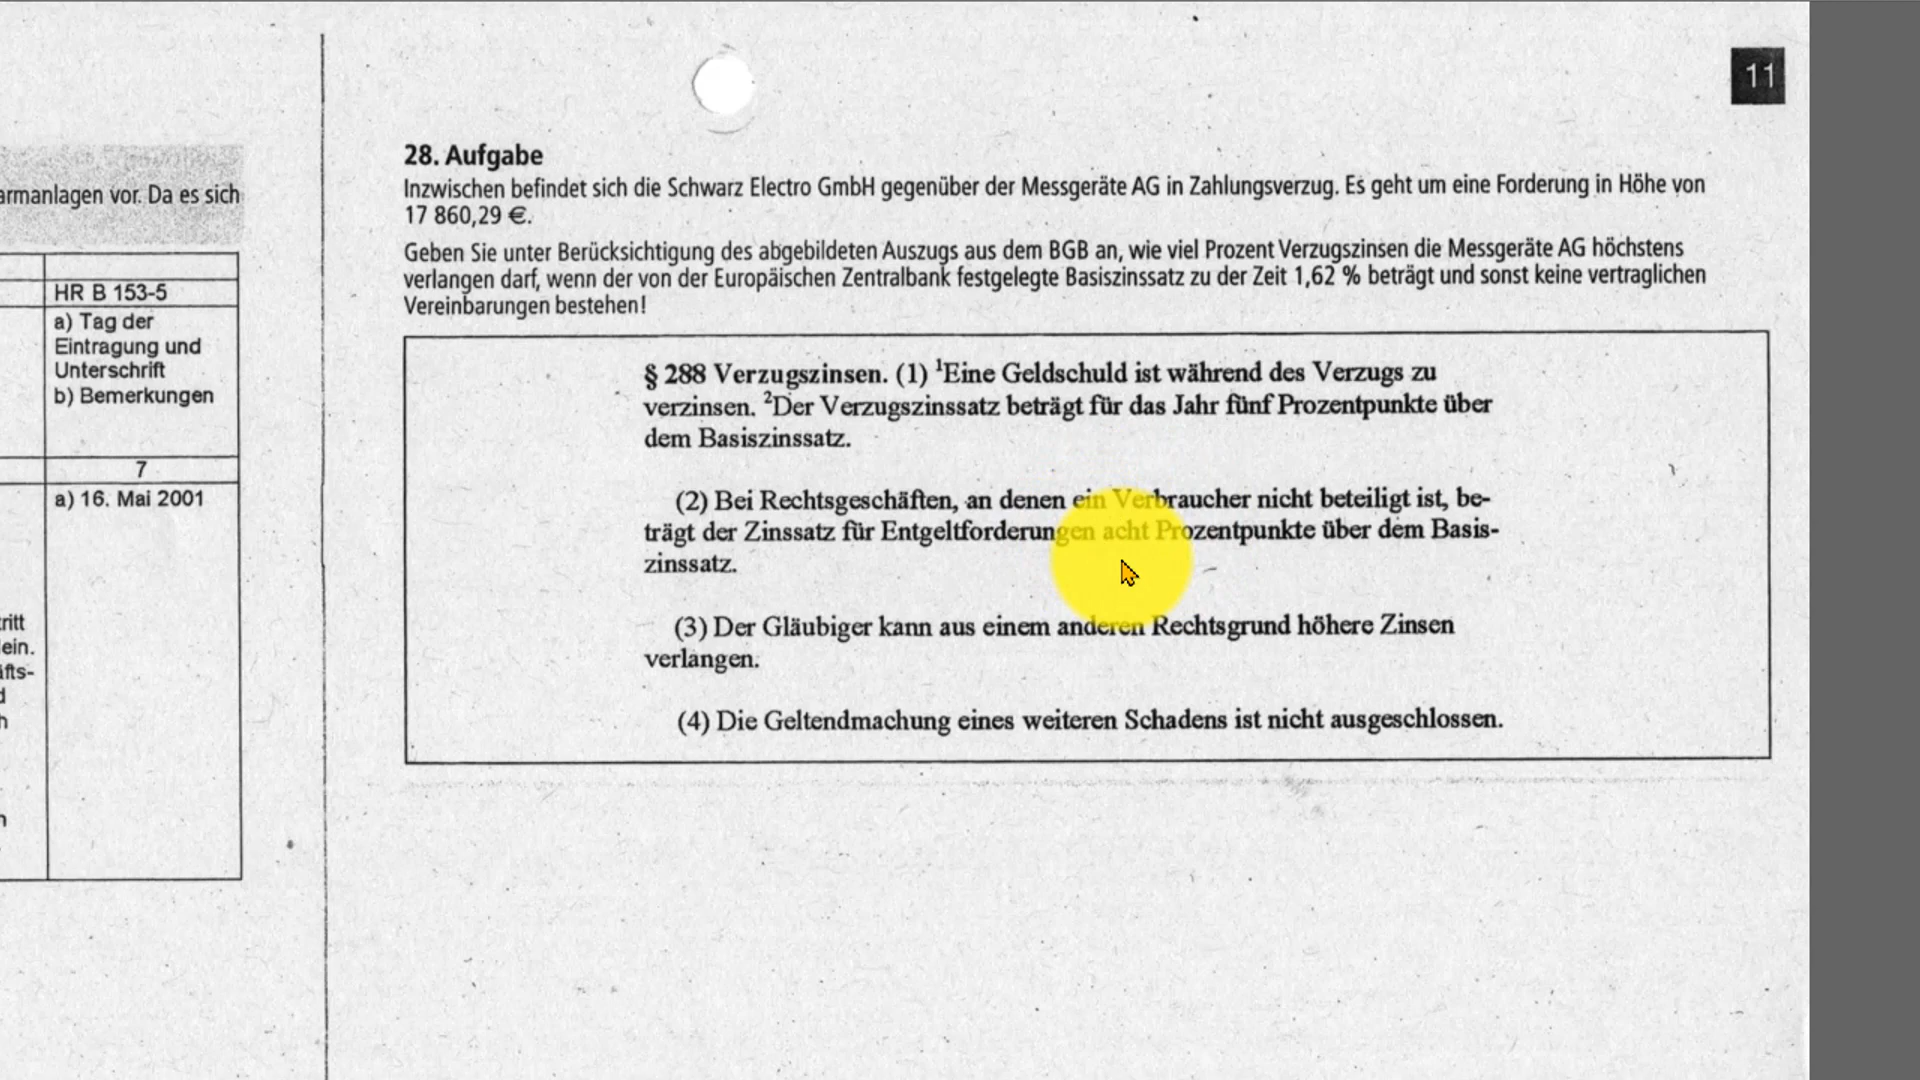 11
armanlagen vor. Da es sich
HR B 153-5
a) Tag der
Eintragung und
Unterschrift
b) Bemerkungen
7
a) 16. Mai 2001
ritt
ein.
äfts-
d
h
n
28. Aufgabe
Inzwischen befindet sich die Schwarz Electro GmbH gegenüber der Messgeräte AG in Zahlungsverzug. Es geht um eine Forderung in Höhe von
17 860,29 €.
Geben Sie unter Berücksichtigung des abgebildeten Auszugs aus dem BGB an, wie viel Prozent Verzugszinsen die Messgeräte AG höchstens
verlangen darf, wenn der von der Europäischen Zentralbank festgelegte Basiszinssatz zu der Zeit 1,62 % beträgt und sonst keine vertraglichen
Vereinbarungen bestehen!
§ 288 Verzugszinsen. (1) ¹Eine Geldschuld ist während des Verzugs zu
verzinsen. ²Der Verzugszinssatz beträgt für das Jahr fünf Prozentpunkte über
dem Basiszinssatz.
(2) Bei Rechtsgeschäften, an denen ein Verbraucher nicht beteiligt ist, be-
trägt der Zinssatz für Entgeltforderungen acht Prozentpunkte über dem Basis-
zinssatz.
(3) Der Gläubiger kann aus einem anderen Rechtsgrund höhere Zinsen
verlangen.
(4) Die Geltendmachung eines weiteren Schadens ist nicht ausgeschlossen.